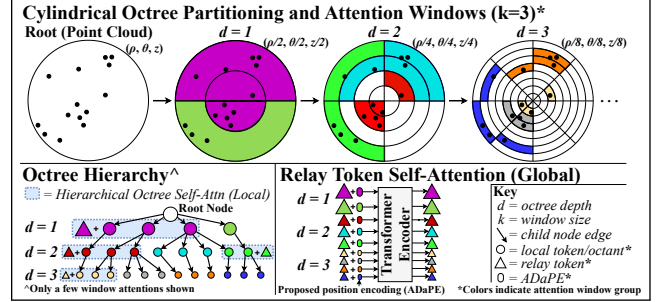 Cylindrical Octree Partitioning and Attention Windows (k=3)*
Root (Point Cloud)
(ρ, θ, z)
d = 1
(ρ/2, θ/2, z/2)
d = 2
(ρ/4, θ/4, z/4)
d = 3
(ρ/8, θ/8, z/8)
...
Octree Hierarchy^
= Hierarchical Octree Self-Attn (Local)
Root Node
d = 1
+
d = 2
+
+
d = 3
+
^Only a few window attentions shown
Relay Token Self-Attention (Global)
d = 1
d = 2
d = 3
Transformer
Encoder
Proposed position encoding (ADaPE)
Key
d = octree depth
k = window size
= child node edge
= local token/octant*
= relay token*
= ADaPE*
*Colors indicate attention window group